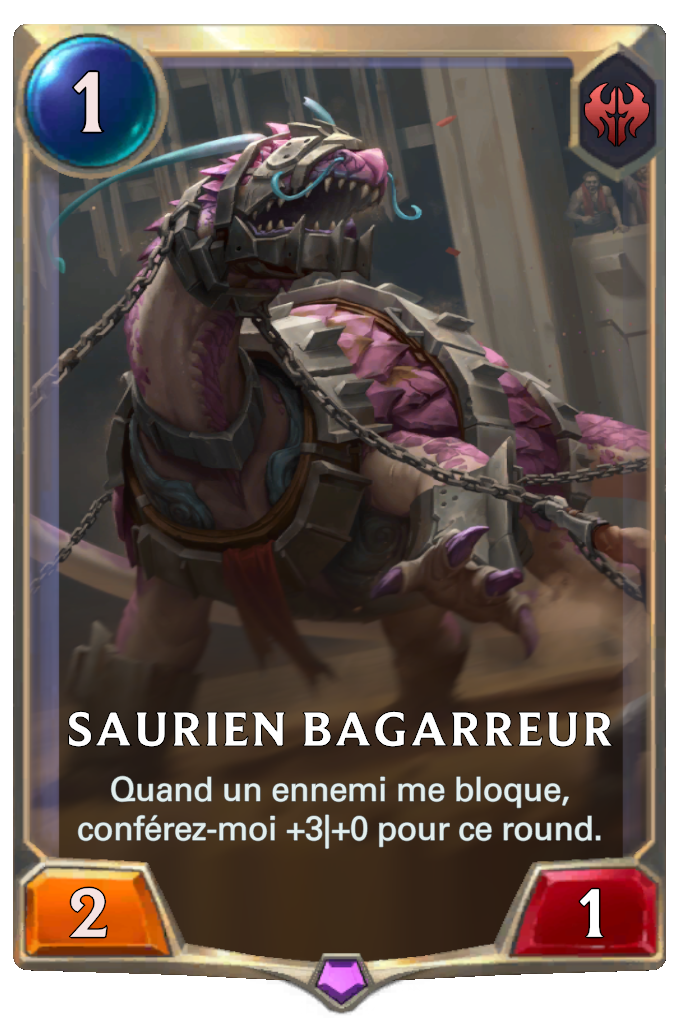 1
SAURIEN BAGARREUR
Quand un ennemi me bloque,
conférez-moi +3|+0 pour ce round.
2
1